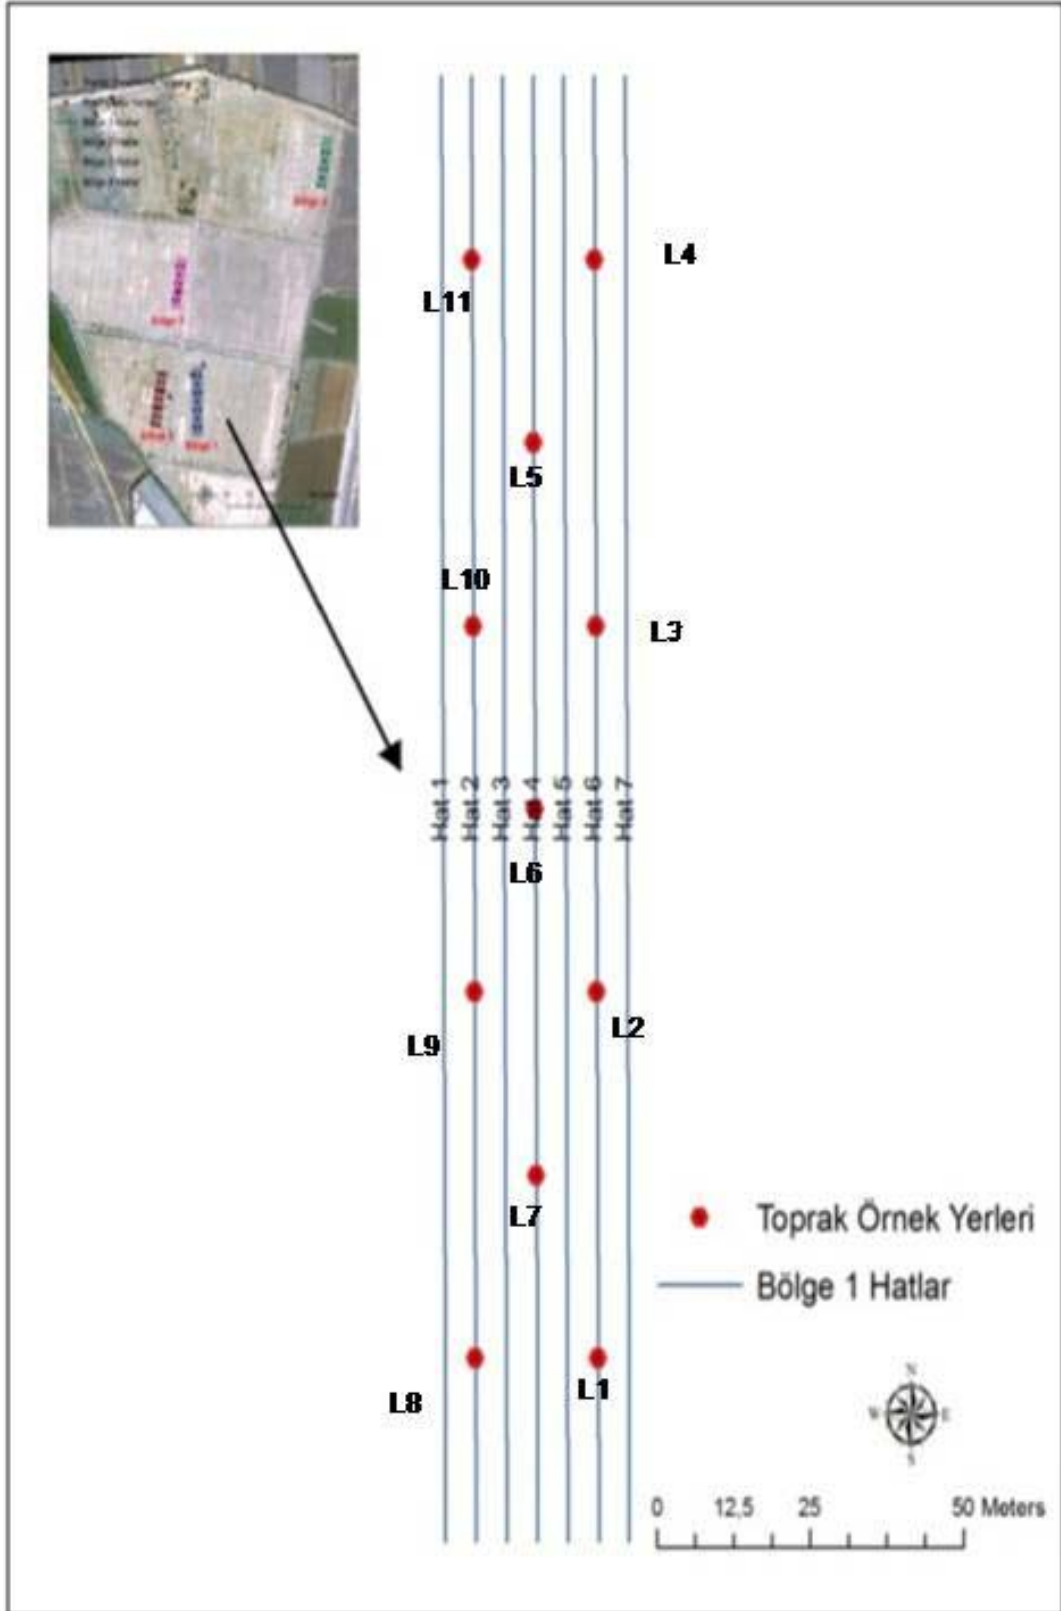 L4
L11
L5
L10
L3
Hat 1
Hat 2
Hat 3
Hat 4
Hat 5
Hat 6
Hat 7
L6
L9
L2
L7
Toprak Örnek Yerleri
Bölge 1 Hatlar
L8
L1
N
W E
S
0 12,5 25 50 Meters